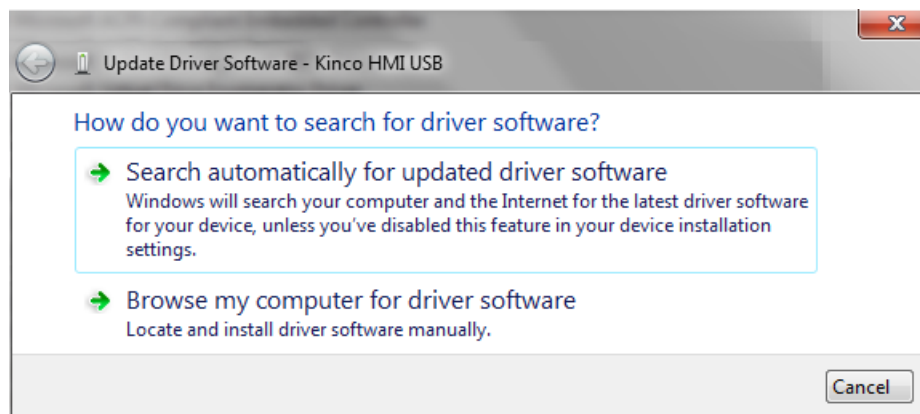 Update Driver Software - Kinco HMI USB
How do you want to search for driver software?
Search automatically for updated driver software
Windows will search your computer and the Internet for the latest driver software
for your device, unless you've disabled this feature in your device installation
settings.
Browse my computer for driver software
Locate and install driver software manually.
Cancel